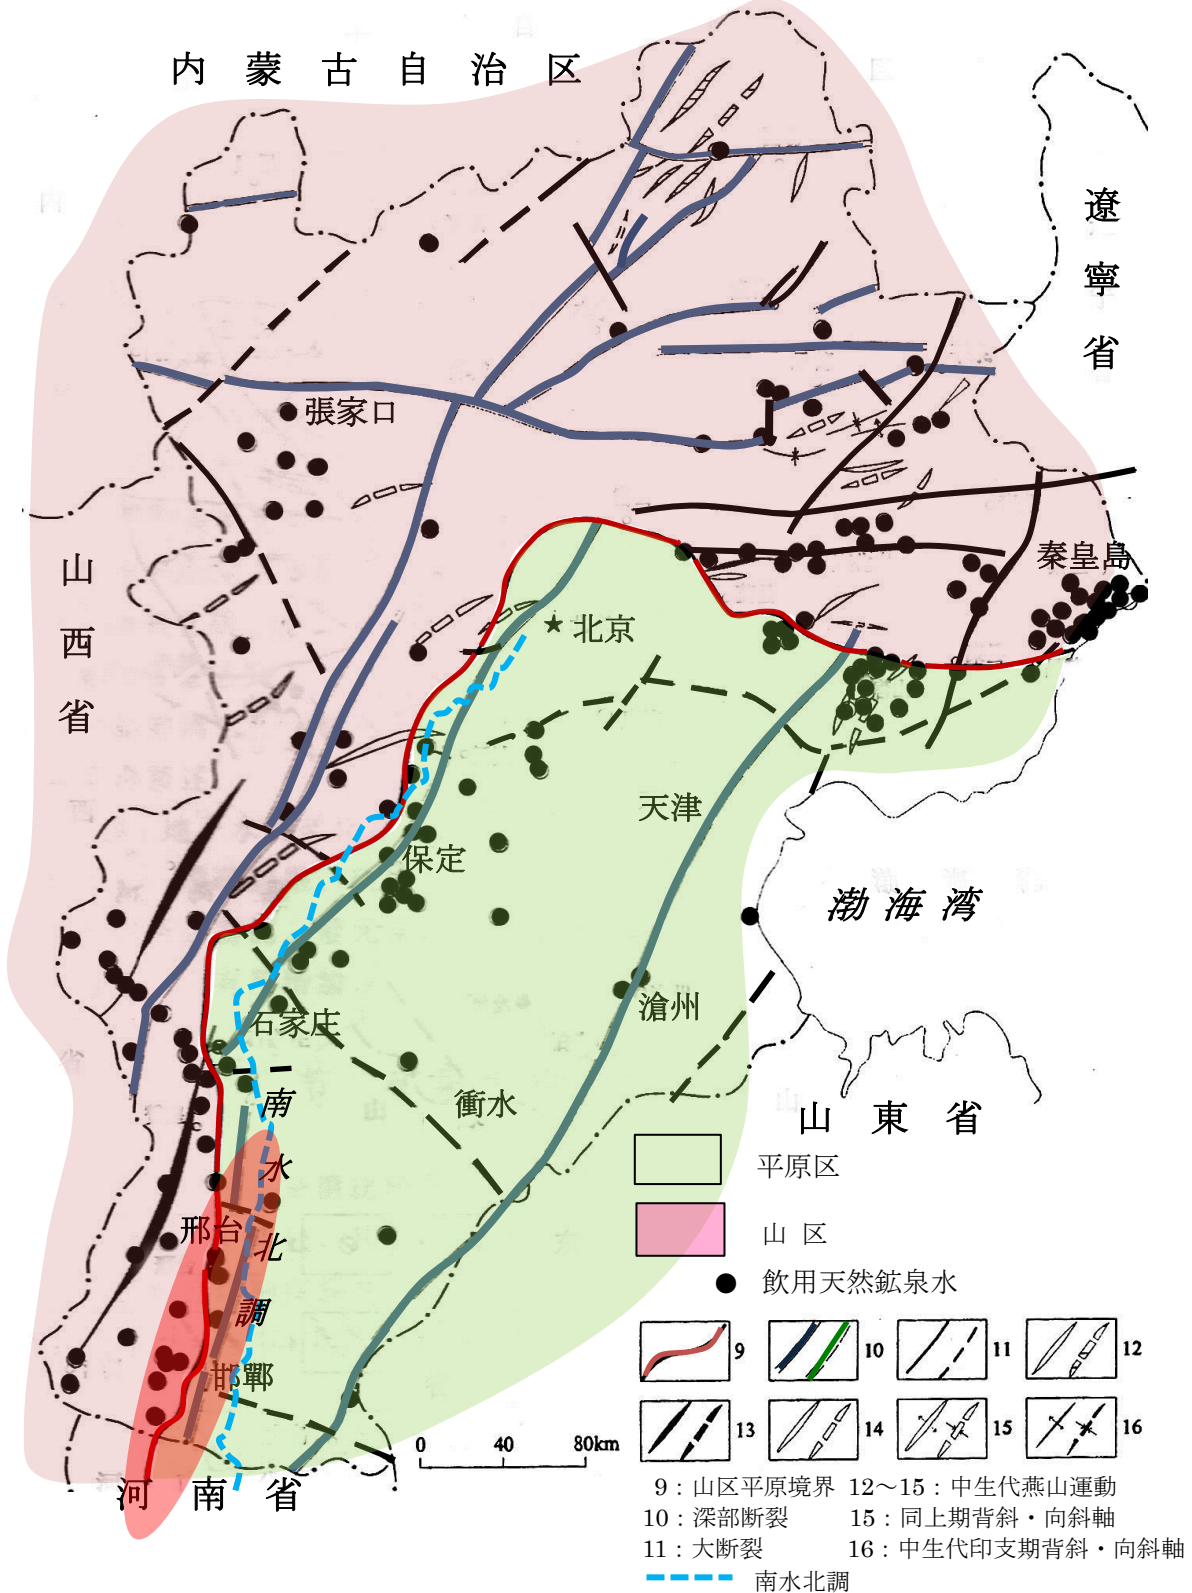 内蒙古自治区
遼寧省
張家口
山西省
秦皇島
北京
天津
保定
渤海湾
滄州
石家庄
衡水
南水北調
山東省
邢台
邯鄲
河南省
平原区
山区
飲用天然鉱泉水
9
10
11
12
13
14
15
16
0 40 80km
9：山区平原境界 12〜15：中生代燕山運動
10：深部断裂 15：同上期背斜・向斜軸
11：大断裂 16：中生代印支期背斜・向斜軸
南水北調